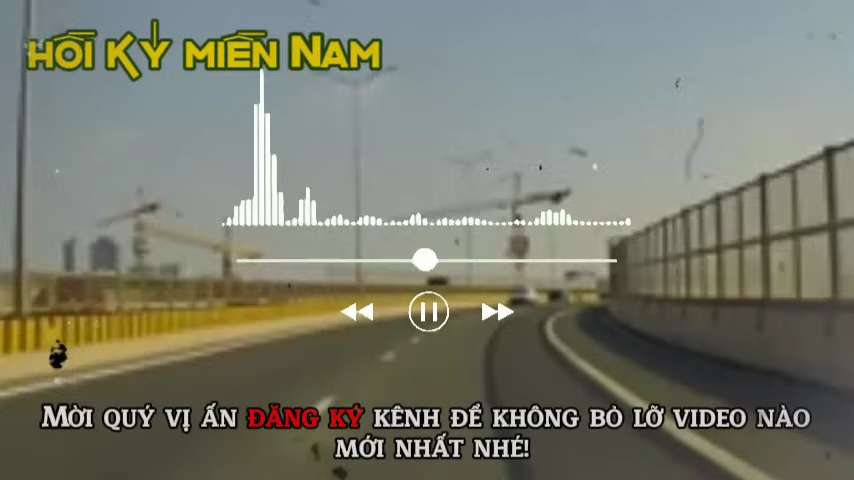 HỒI KÝ MIỀN NAM
MỜI QUÝ VỊ ẤN ĐĂNG KÝ KÊNH ĐỂ KHÔNG BỎ LỠ VIDEO NÀO
MỚI NHẤT NHÉ!